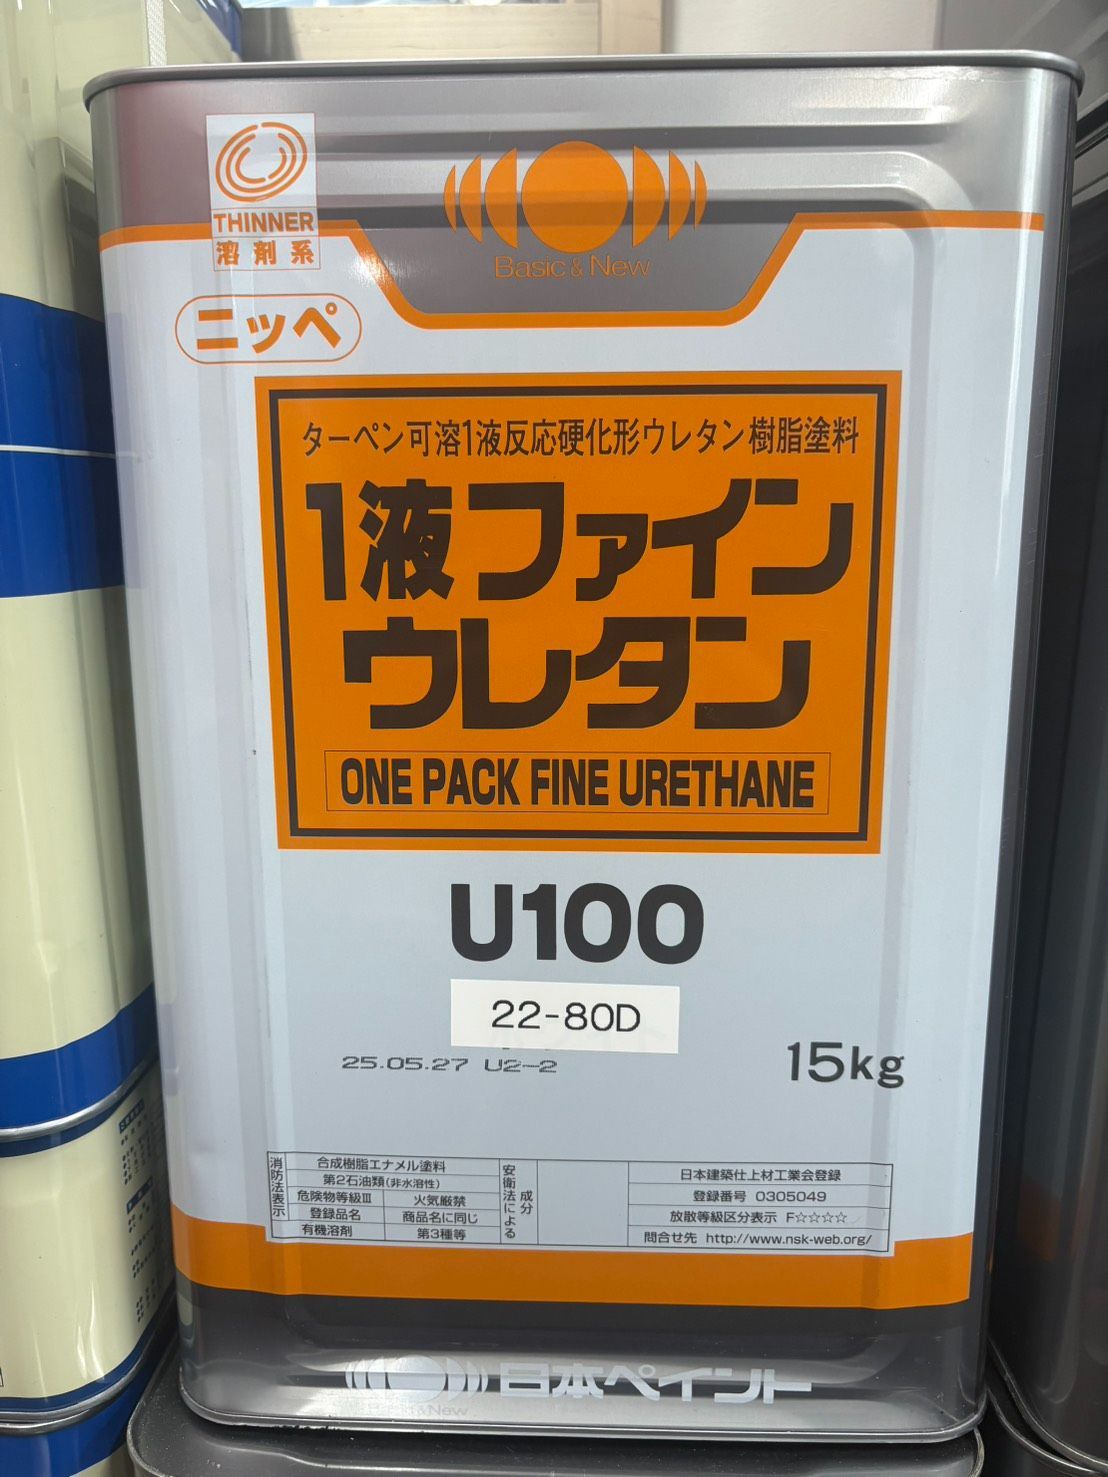 THINNER
溶剤系
Basic & New
ニッペ
ターペン可溶1液反応硬化形ウレタン樹脂塗料
1液ファイン
ウレタン
ONE PACK FINE URETHANE
U100
22-80D
25.05.27 U2-2
15kg
消防法表示
合成樹脂エナメル塗料
第2石油類(非水溶性)
危険物等級Ⅲ 火気厳禁
登録品名 商品名に同じ
有機溶剤 第3種等
安衛法による成分
日本建築仕上材工業会登録
登録番号 0305049
放散等級区分表示 F☆☆☆☆
問合せ先 http://www.nsk-web.org/
日本ペイント